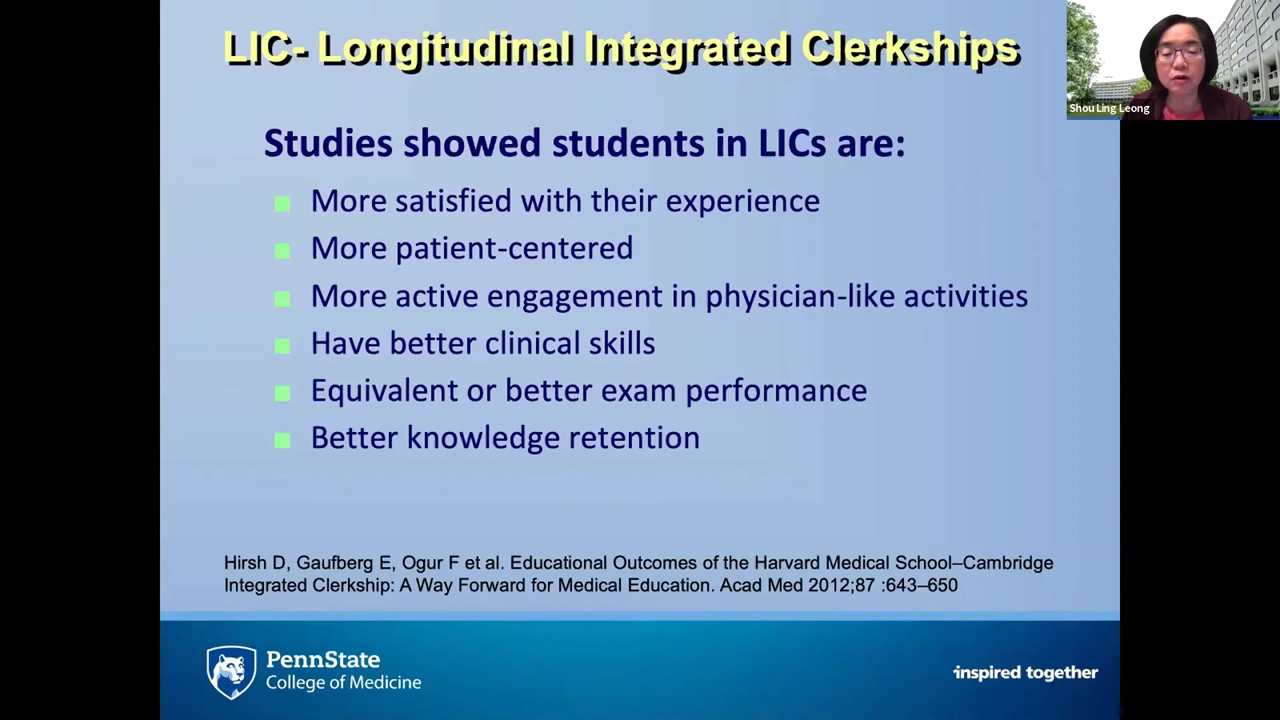 LIC- Longitudinal Integrated Clerkships
Shou Ling Leong
Studies showed students in LICs are:
More satisfied with their experience
More patient-centered
More active engagement in physician-like activities
Have better clinical skills
Equivalent or better exam performance
Better knowledge retention
Hirsh D, Gaufberg E, Ogur F et al. Educational Outcomes of the Harvard Medical School–Cambridge
Integrated Clerkship: A Way Forward for Medical Education. Acad Med 2012;87 :643–650
PennState
College of Medicine
inspired together